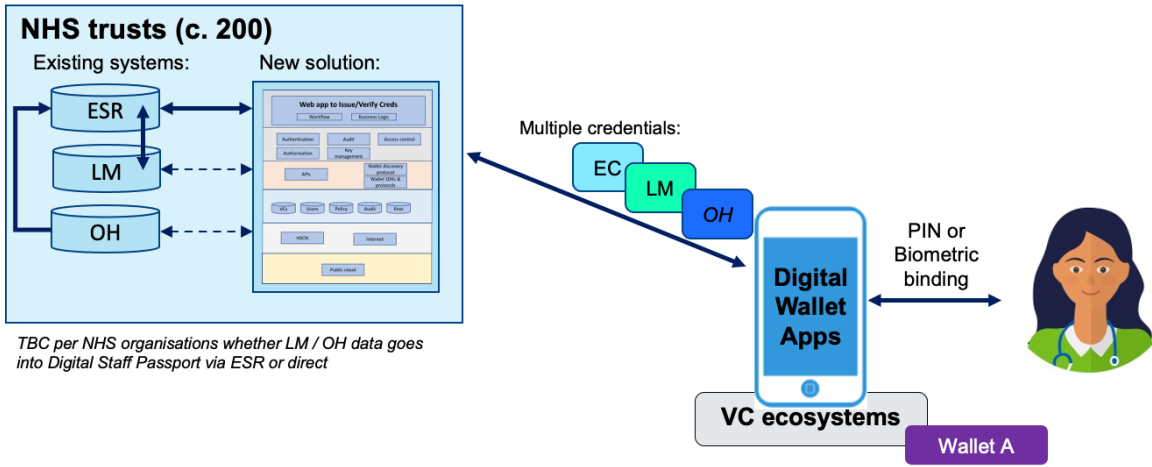 NHS trusts (c. 200)
Existing systems:
New solution:
ESR
LM
OH
Web app to Issue/Verify Creds
Workflow
Business Logic
Authentication
Audit
Access control
Authorisation
Key
management
APIs
Wallet discovery
protocol
Wallet SDKs &
protocols
VCs
Users
Policy
Audit
Keys
HSCN
Internet
Public cloud
TBC per NHS organisations whether LM / OH data goes
into Digital Staff Passport via ESR or direct
Multiple credentials:
EC
LM
OH
Digital
Wallet
Apps
PIN or
Biometric
binding
VC ecosystems
Wallet A